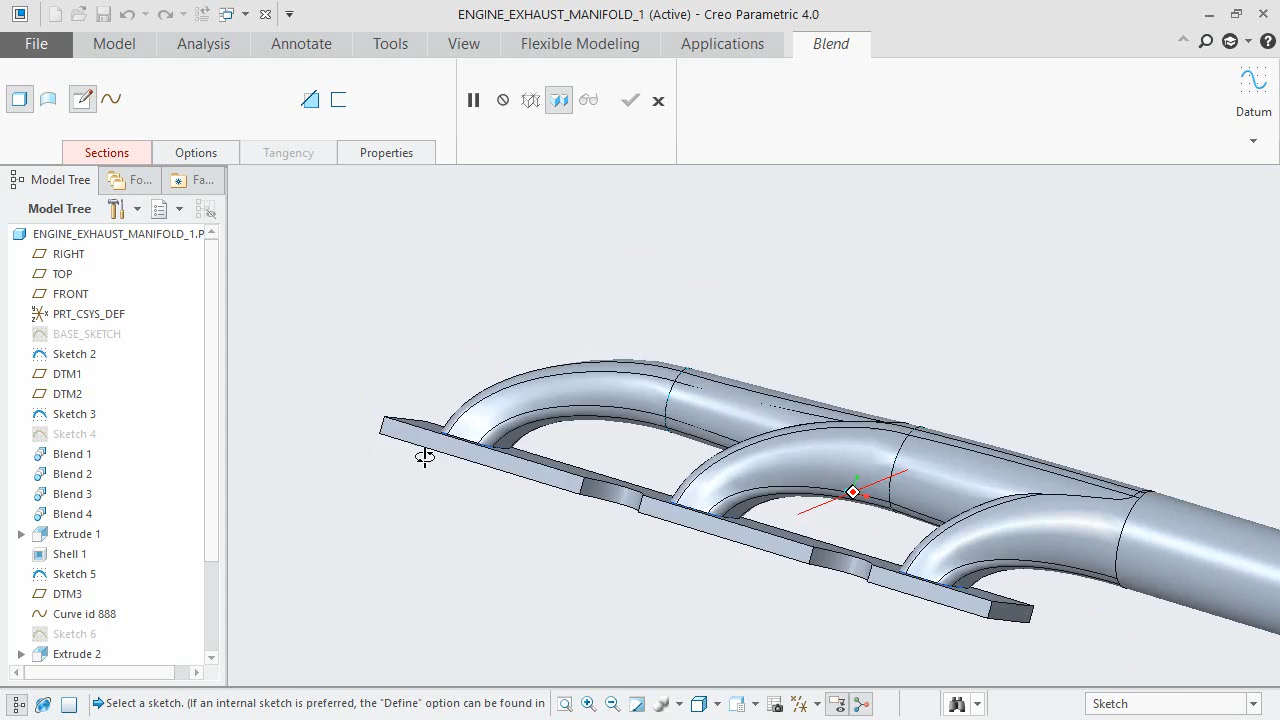 ENGINE_EXHAUST_MANIFOLD_1 (Active) - Creo Parametric 4.0
File Model Analysis Annotate Tools View Flexible Modeling Applications Blend
Datum
Sections Options Tangency Properties
Model Tree Fo... Fa...
Model Tree
ENGINE_EXHAUST_MANIFOLD_1.P
RIGHT
TOP
FRONT
PRT_CSYS_DEF
BASE_SKETCH
Sketch 2
DTM1
DTM2
Sketch 3
Sketch 4
Blend 1
Blend 2
Blend 3
Blend 4
Extrude 1
Shell 1
Sketch 5
DTM3
Curve id 888
Sketch 6
Extrude 2
Select a sketch. (If an internal sketch is preferred, the "Define" option can be found in
Sketch